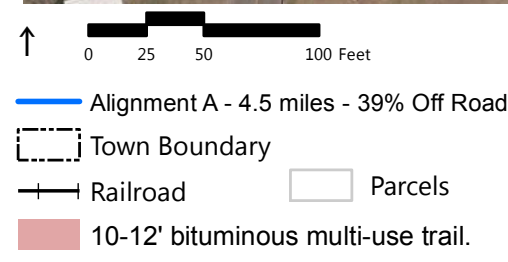 0 25 50 100 Feet
Alignment A - 4.5 miles - 39% Off Road
Town Boundary
Railroad Parcels
10-12' bituminous multi-use trail.